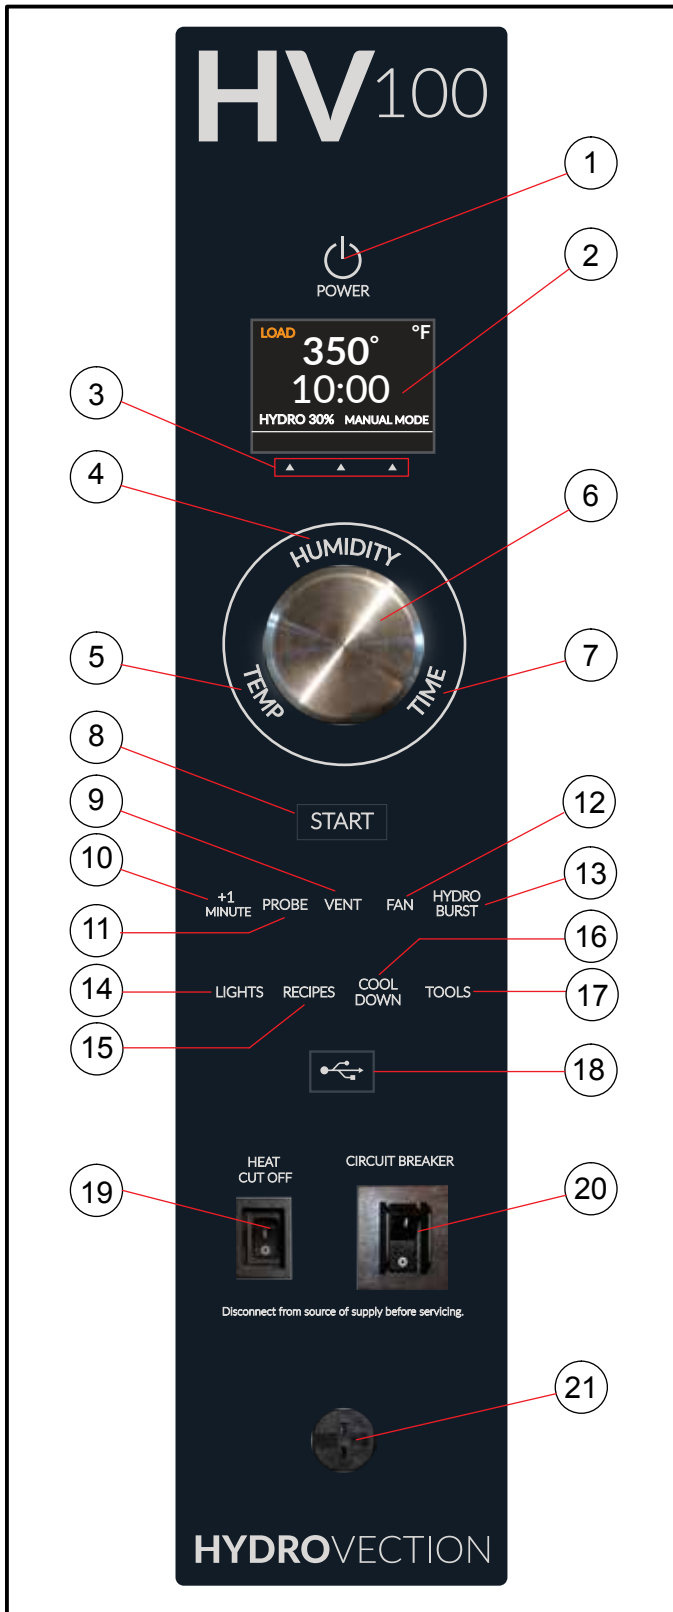 HV100
1
POWER
2
LOAD °F
350°
10:00
HYDRO 30% MANUAL MODE
3
4
HUMIDITY
6
5
TEMP
TIME
7
8
START
9
12
10
+1
MINUTE
PROBE
VENT
FAN
HYDRO
BURST
13
11
16
14
LIGHTS
RECIPES
COOL
DOWN
TOOLS
17
15
18
HEAT
CUT OFF
CIRCUIT BREAKER
19
20
Disconnect from source of supply before servicing.
21
HYDROVECTION